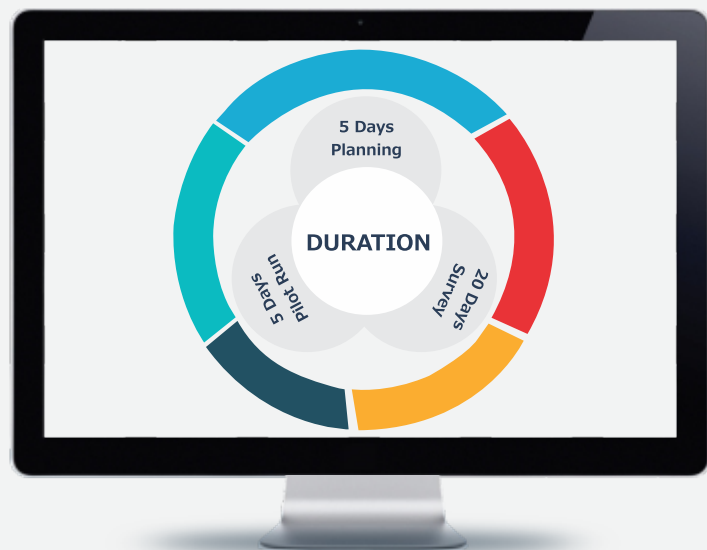 5 Days
Planning
DURATION
5 Days
Pilot Run
20 Days
Survey